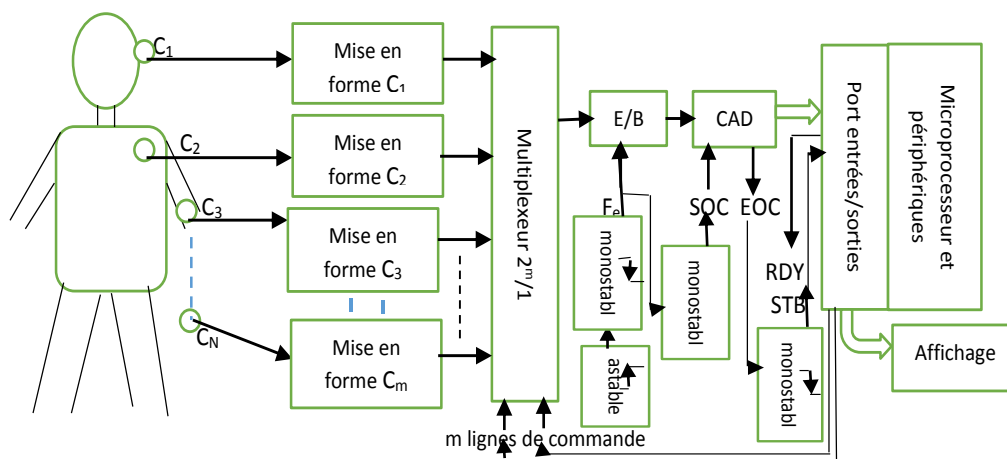 C₁
Mise en
forme C₁
C₂
Mise en
forme C₂
C₃
Mise en
forme C₃
C_N
Mise en
forme C_m
Multiplexeur 2ᵐ/1
E/B
CAD
Fₑ
SOC
EOC
monostabl
monostabl
astable
RDY
STB
monostabl
Port entrées/sorties
Microprocesseur et
périphériques
Affichage
m lignes de commande